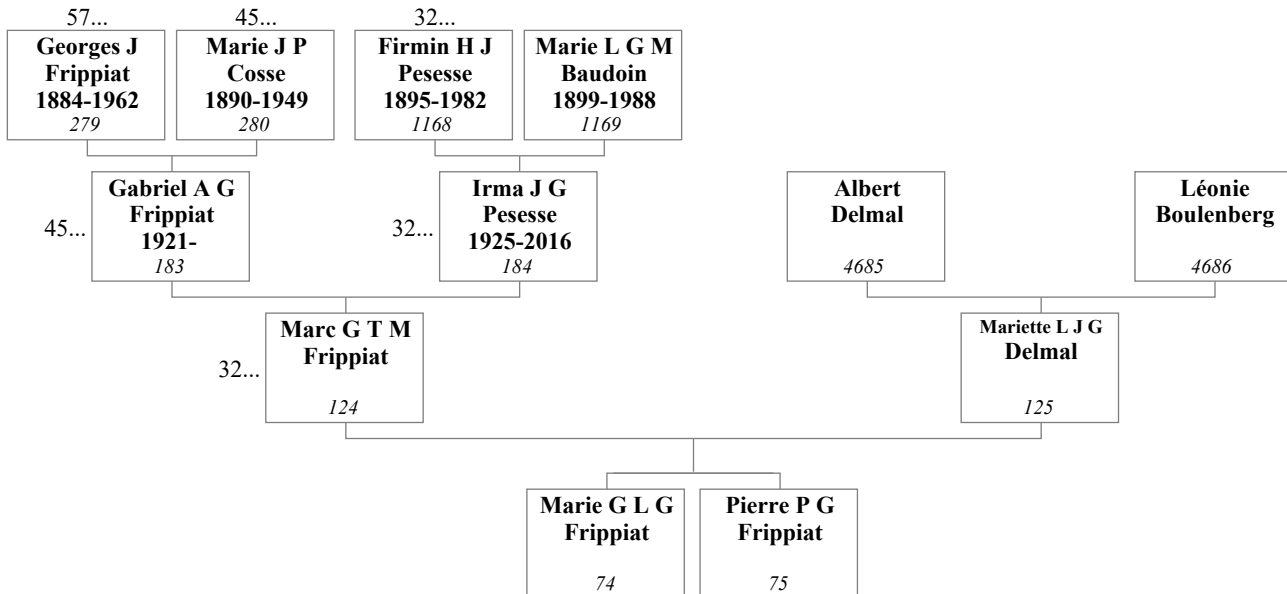 57...
45...
32...
Georges J
Frippiat
1884-1962
279
Marie J P
Cosse
1890-1949
280
Firmin H J
Pesesse
1895-1982
1168
Marie L G M
Baudoin
1899-1988
1169
45...
Gabriel A G
Frippiat
1921-
183
32...
Irma J G
Pesesse
1925-2016
184
Albert
Delmal
4685
Léonie
Boulenberg
4686
32...
Marc G T M
Frippiat
124
Mariette L J G
Delmal
125
Marie G L G
Frippiat
74
Pierre P G
Frippiat
75